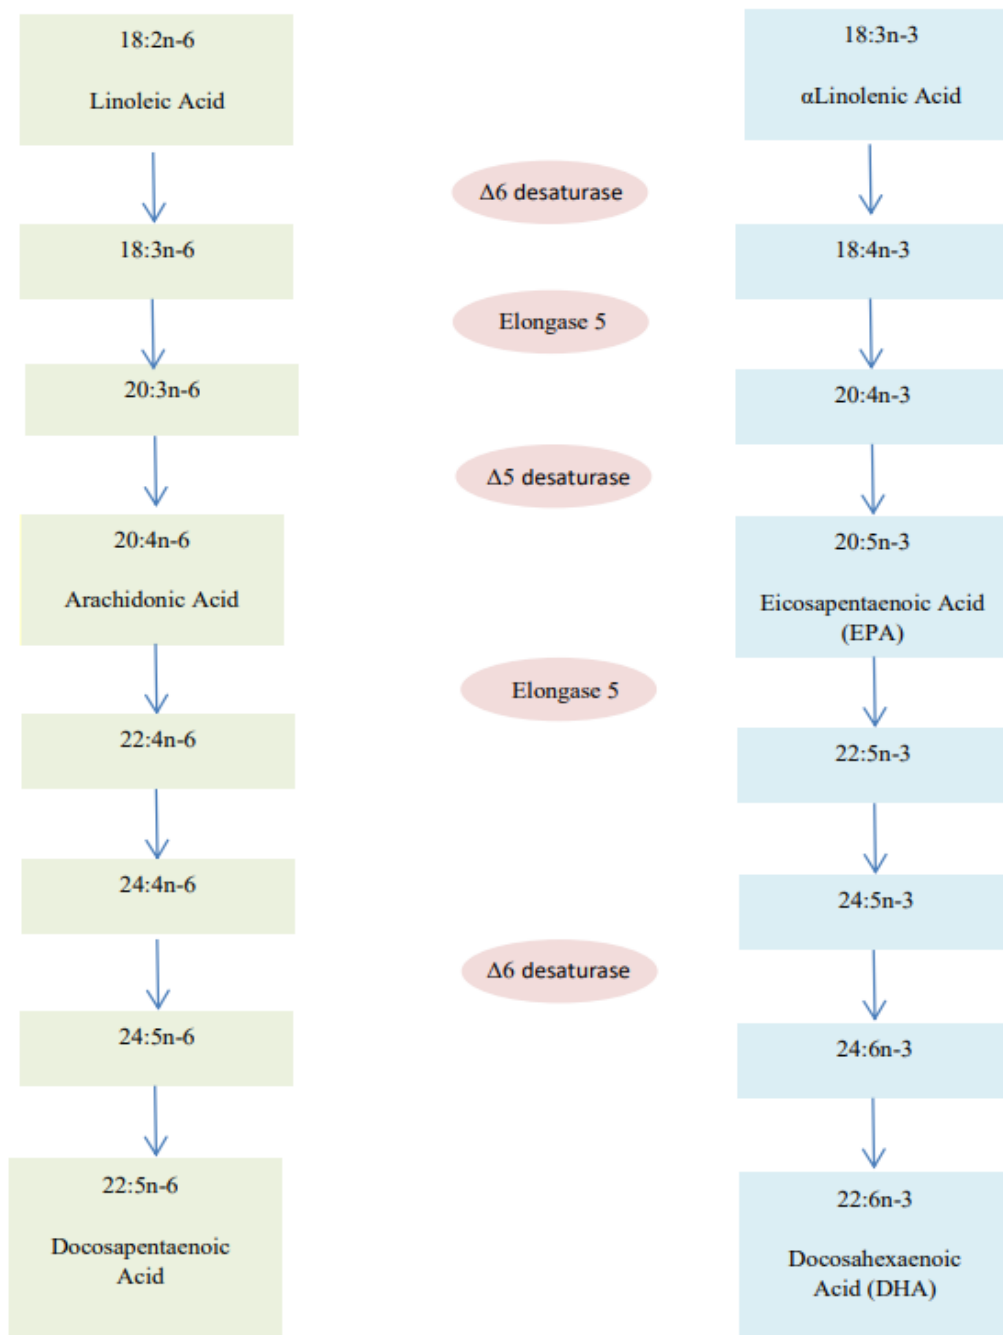 18:2n-6
Linoleic Acid
18:3n-3
αLinolenic Acid
Δ6 desaturase
18:3n-6
18:4n-3
Elongase 5
20:3n-6
20:4n-3
Δ5 desaturase
20:4n-6
Arachidonic Acid
20:5n-3
Eicosapentaenoic Acid
(EPA)
Elongase 5
22:4n-6
22:5n-3
24:4n-6
24:5n-3
Δ6 desaturase
24:5n-6
24:6n-3
22:5n-6
Docosapentaenoic
Acid
22:6n-3
Docosahexaenoic
Acid (DHA)